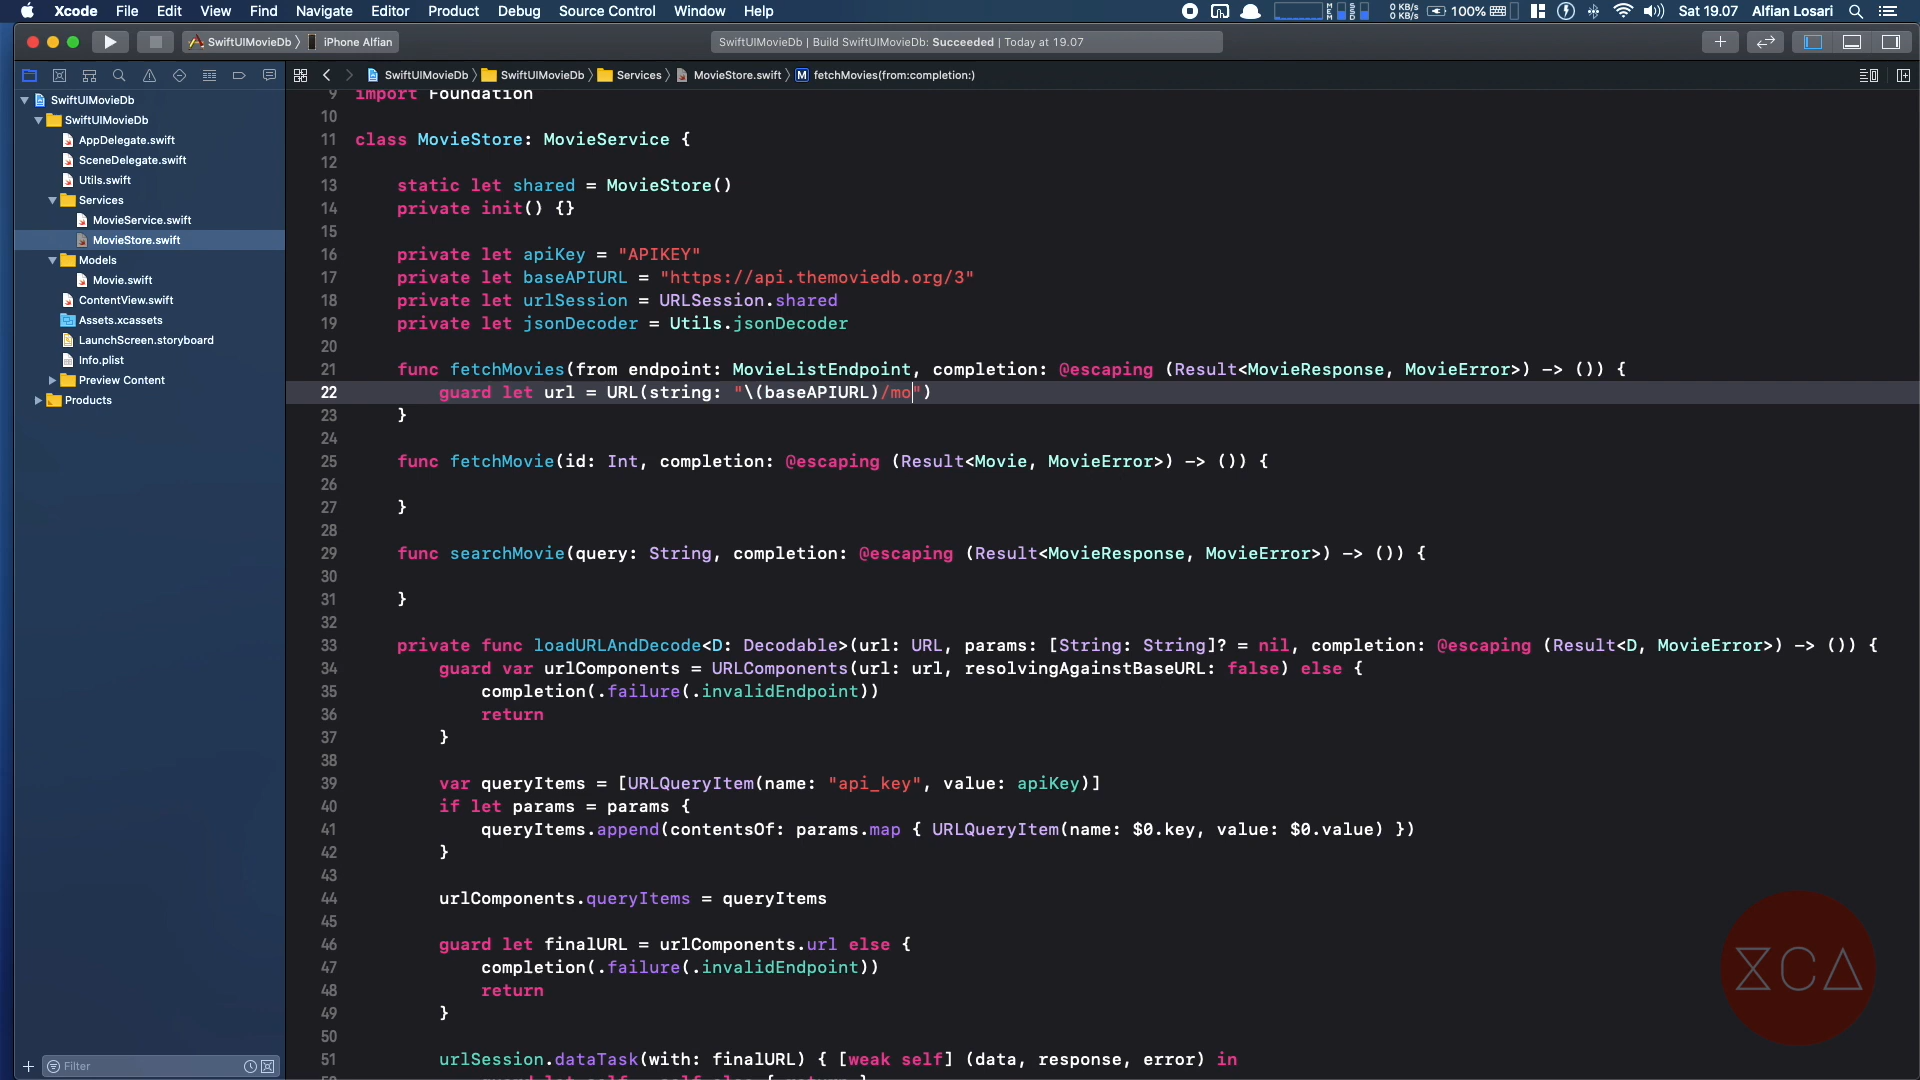 Xcode File Edit View Find Navigate Editor Product Debug Source Control Window Help 0 KB/s 0 KB/s 100% Sat 19.07 Alfian Losari
SwiftUIMovieDb iPhone Alfian SwiftUIMovieDb | Build SwiftUIMovieDb: Succeeded | Today at 19.07
SwiftUIMovieDb SwiftUIMovieDb Services MovieStore.swift M fetchMovies(from:completion:)
SwiftUIMovieDb
SwiftUIMovieDb
AppDelegate.swift
SceneDelegate.swift
Utils.swift
Services
MovieService.swift
MovieStore.swift
Models
Movie.swift
ContentView.swift
Assets.xcassets
LaunchScreen.storyboard
Info.plist
Preview Content
Products
Filter
9 import Foundation
10
11 class MovieStore: MovieService {
12
13 static let shared = MovieStore()
14 private init() {}
15
16 private let apiKey = "APIKEY"
17 private let baseAPIURL = "https://api.themoviedb.org/3"
18 private let urlSession = URLSession.shared
19 private let jsonDecoder = Utils.jsonDecoder
20
21 func fetchMovies(from endpoint: MovieListEndpoint, completion: @escaping (Result<MovieResponse, MovieError>) -> ()) {
22 guard let url = URL(string: "\(baseAPIURL)/mo")
23 }
24
25 func fetchMovie(id: Int, completion: @escaping (Result<Movie, MovieError>) -> ()) {
26
27 }
28
29 func searchMovie(query: String, completion: @escaping (Result<MovieResponse, MovieError>) -> ()) {
30
31 }
32
33 private func loadURLAndDecode<D: Decodable>(url: URL, params: [String: String]? = nil, completion: @escaping (Result<D, MovieError>) -> ()) {
34 guard var urlComponents = URLComponents(url: url, resolvingAgainstBaseURL: false) else {
35 completion(.failure(.invalidEndpoint))
36 return
37 }
38
39 var queryItems = [URLQueryItem(name: "api_key", value: apiKey)]
40 if let params = params {
41 queryItems.append(contentsOf: params.map { URLQueryItem(name: $0.key, value: $0.value) })
42 }
43
44 urlComponents.queryItems = queryItems
45
46 guard let finalURL = urlComponents.url else {
47 completion(.failure(.invalidEndpoint))
48 return
49 }
50
51 urlSession.dataTask(with: finalURL) { [weak self] (data, response, error) in
XCA